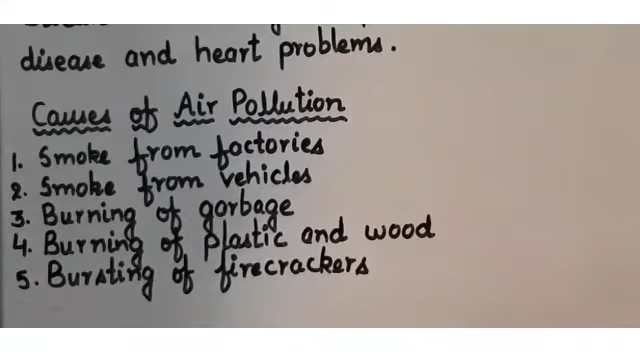 disease and heart problems.
Causes of Air Pollution
1. Smoke from factories
2. Smoke from vehicles
3. Burning of gorbage
4. Burning of plastic and wood
5. Bursting of firecrackers